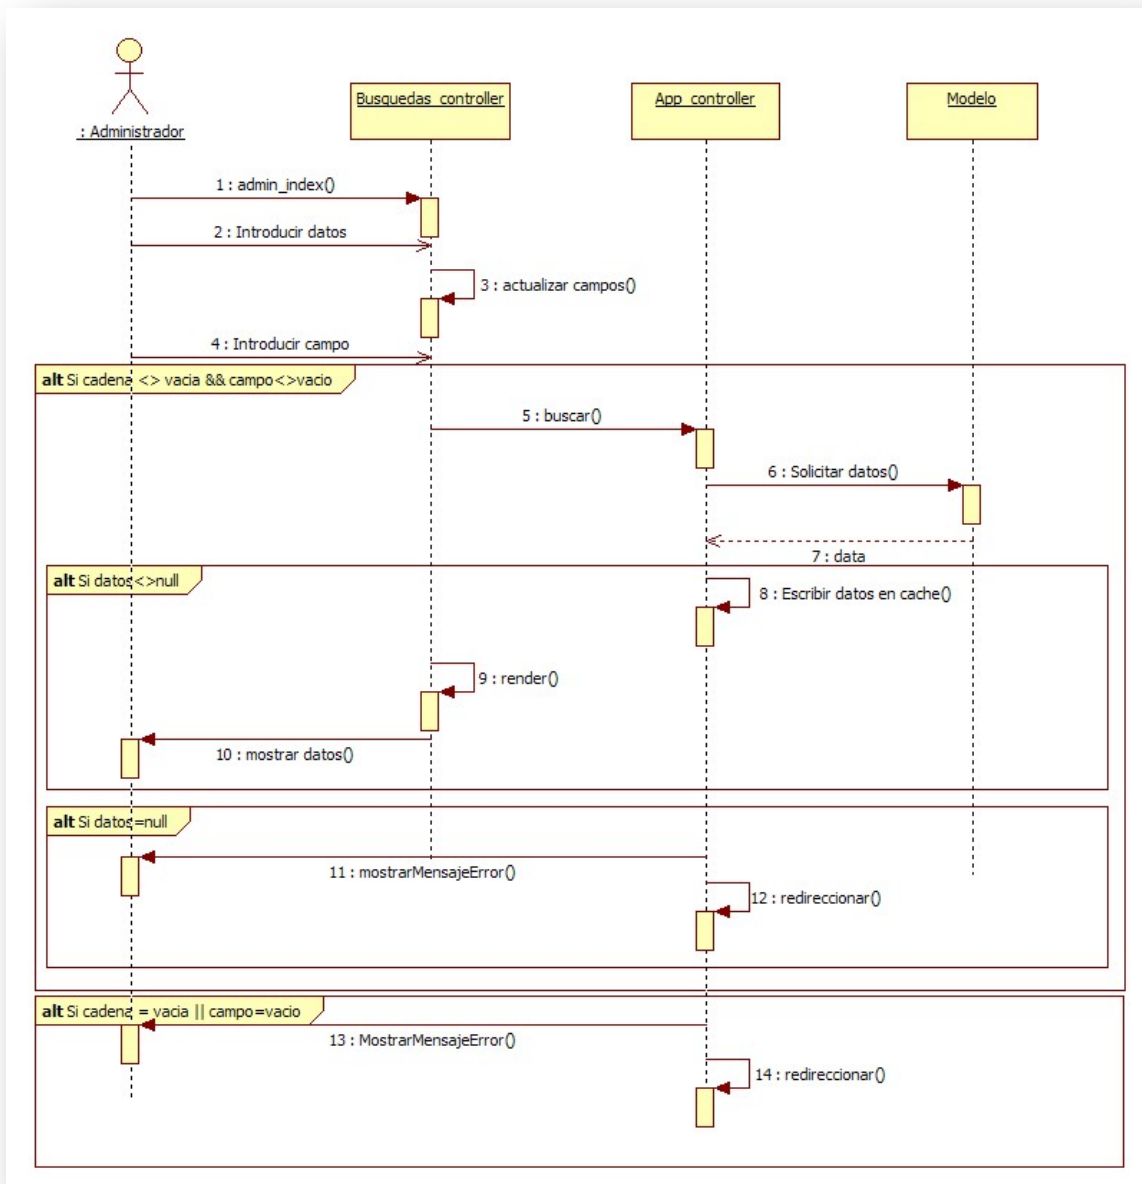 : Administrador
Busquedas_controller
App_controller
Modelo
1 : admin_index()
2 : Introducir datos
3 : actualizar campos()
4 : Introducir campo
alt Si cadena <> vacia && campo<>vacio
5 : buscar()
6 : Solicitar datos()
7 : data
alt Si datos<>null
8 : Escribir datos en cache()
9 : render()
10 : mostrar datos()
alt Si datos=null
11 : mostrarMensajeError()
12 : redireccionar()
alt Si cadena = vacia || campo=vacio
13 : MostrarMensajeError()
14 : redireccionar()